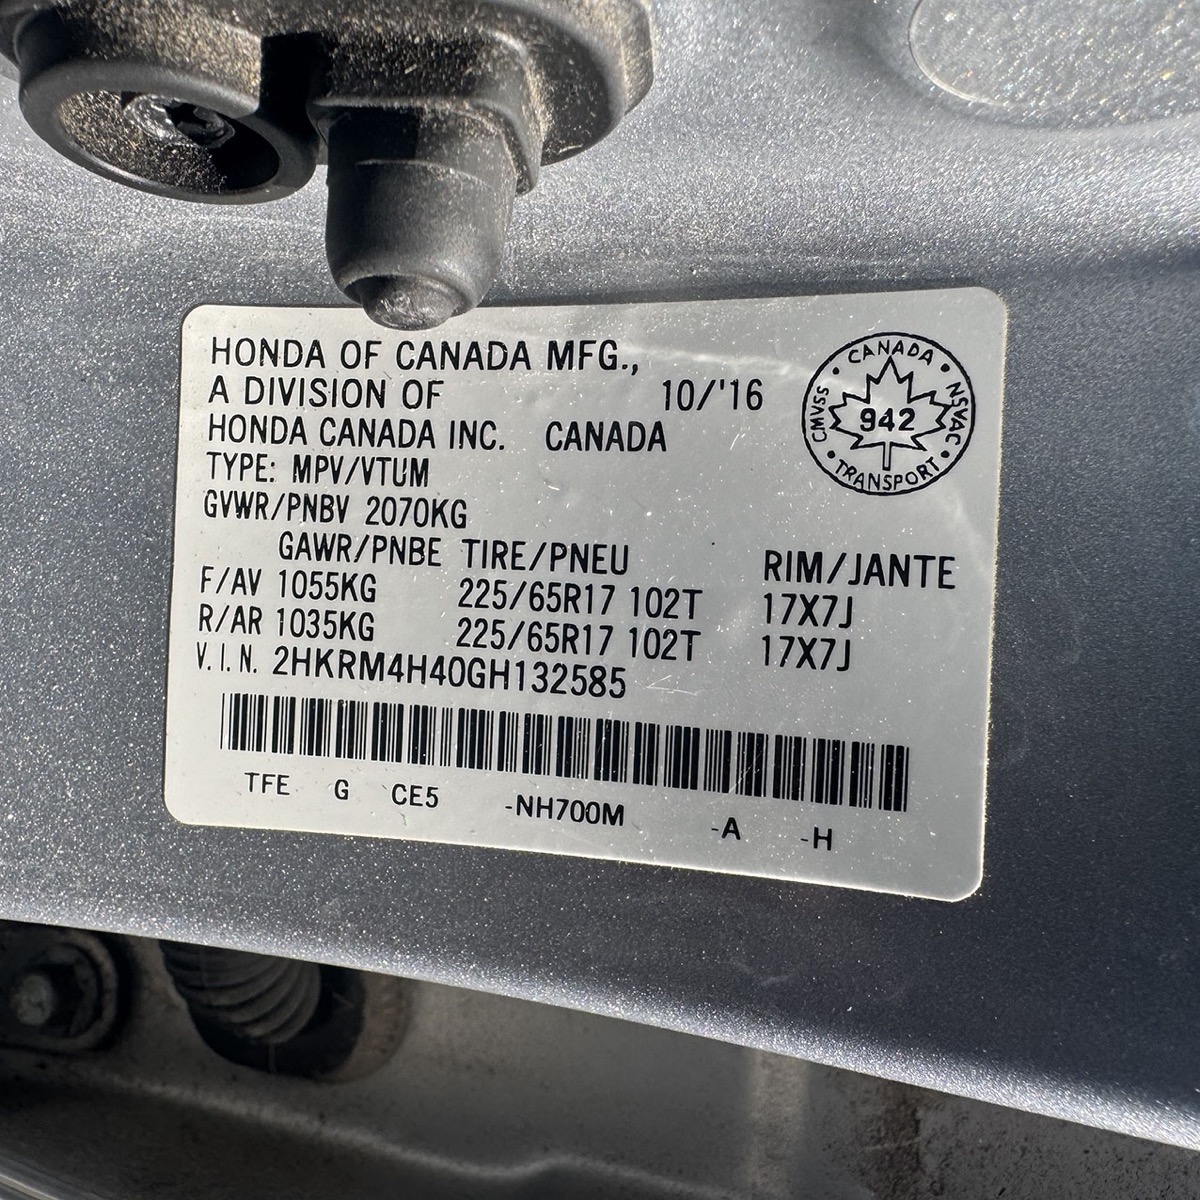 HONDA OF CANADA MFG.,
A DIVISION OF 10/'16
HONDA CANADA INC. CANADA
TYPE: MPV/VTUM
GVWR/PNBV 2070KG
GAWR/PNBE TIRE/PNEU RIM/JANTE
F/AV 1055KG 225/65R17 102T 17X7J
R/AR 1035KG 225/65R17 102T 17X7J
V.I.N. 2HKRM4H40GH132585
TFE G CE5 -NH700M -A -H
CANADA
CMVSS 942 NSVAC
TRANSPORT